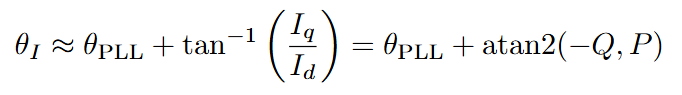 θ_I ≈ θ_PLL + tan⁻¹ (I_q / I_d) = θ_PLL + atan2(−Q, P)